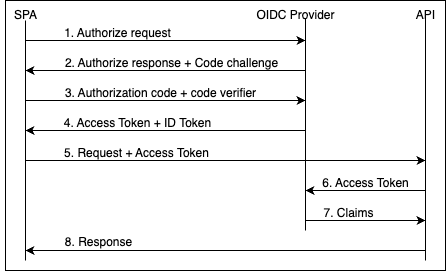 SPA OIDC Provider API
1. Authorize request
2. Authorize response + Code challenge
3. Authorization code + code verifier
4. Access Token + ID Token
5. Request + Access Token
6. Access Token
7. Claims
8. Response